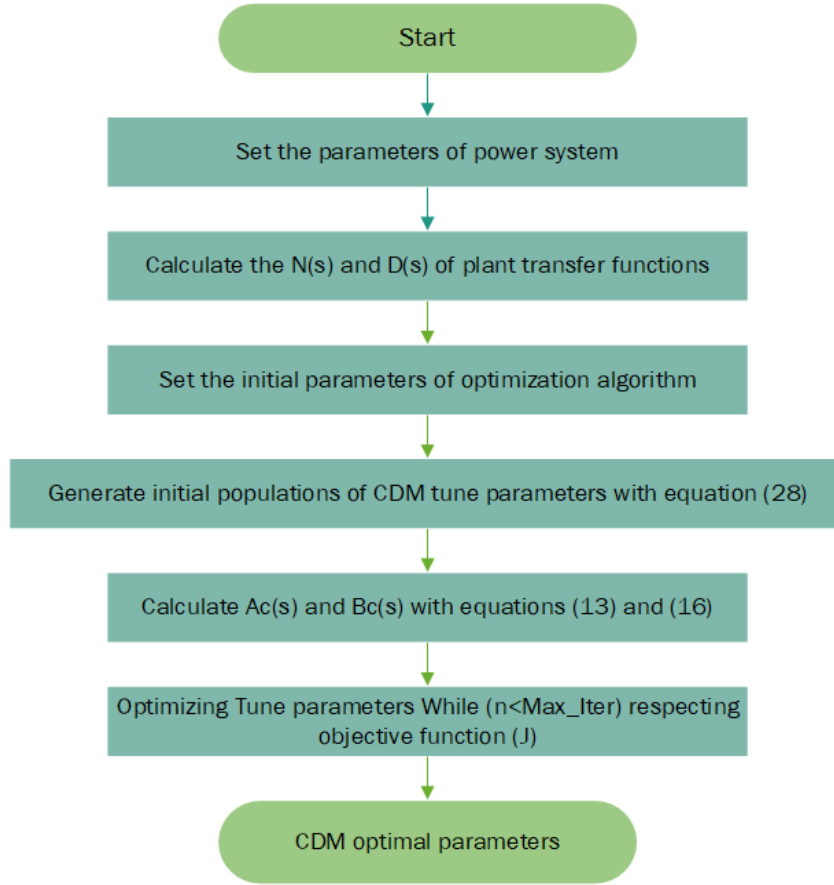 Start
Set the parameters of power system
Calculate the N(s) and D(s) of plant transfer functions
Set the initial parameters of optimization algorithm
Generate initial populations of CDM tune parameters with equation (28)
Calculate Ac(s) and Bc(s) with equations (13) and (16)
Optimizing Tune parameters While (n<Max_Iter) respecting
objective function (J)
CDM optimal parameters